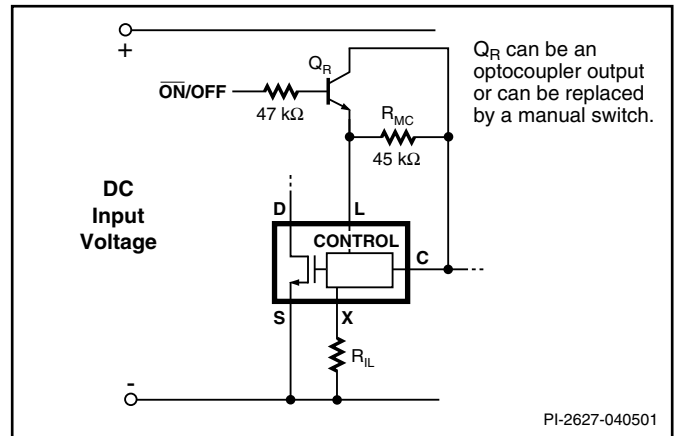 +
Q_R can be an
optocoupler output
or can be replaced
by a manual switch.
Q_R
O̅N̅/OFF
47 kΩ
R_MC
45 kΩ
DC
Input
Voltage
D
L
CONTROL
C
S
X
R_IL
-
PI-2627-040501